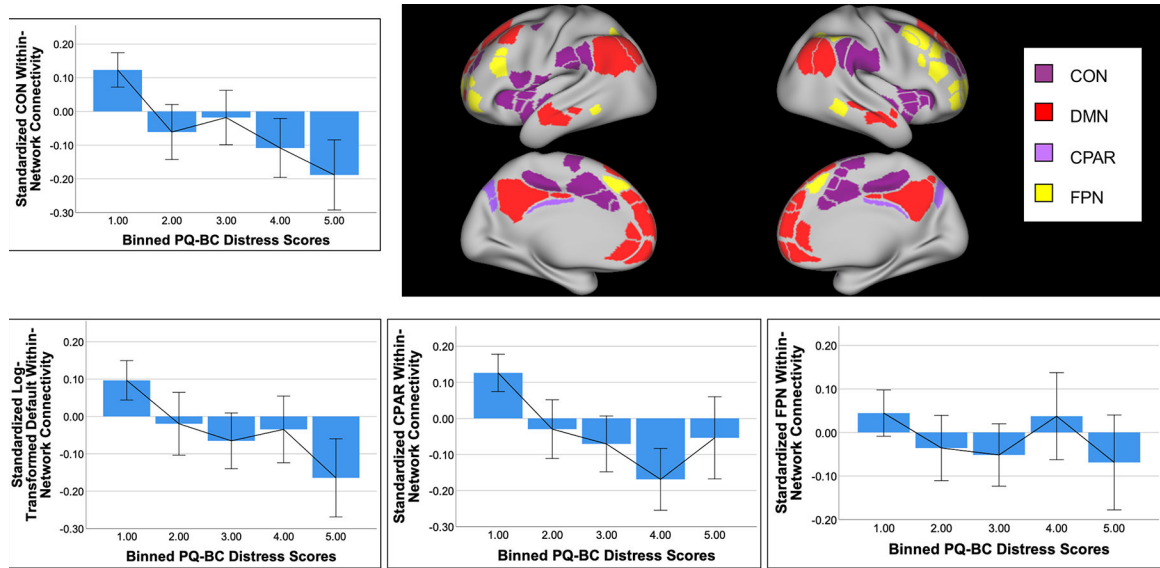 Standardized CON Within-
Network Connectivity
0.20
0.10
0.00
-0.10
-0.20
-0.30
1.00 2.00 3.00 4.00 5.00
Binned PQ-BC Distress Scores
CON
DMN
CPAR
FPN
Standardized Log-
Transformed Default Within-
Network Connectivity
0.20
0.10
0.00
-0.10
-0.20
-0.30
1.00 2.00 3.00 4.00 5.00
Binned PQ-BC Distress Scores
Standardized CPAR Within-
Network Connectivity
0.20
0.10
0.00
-0.10
-0.20
-0.30
1.00 2.00 3.00 4.00 5.00
Binned PQ-BC Distress Scores
Stardardized FPN Within-
Network Connectivity
0.20
0.10
0.00
-0.10
-0.20
1.00 2.00 3.00 4.00 5.00
Binned PQ-BC Distress Scores